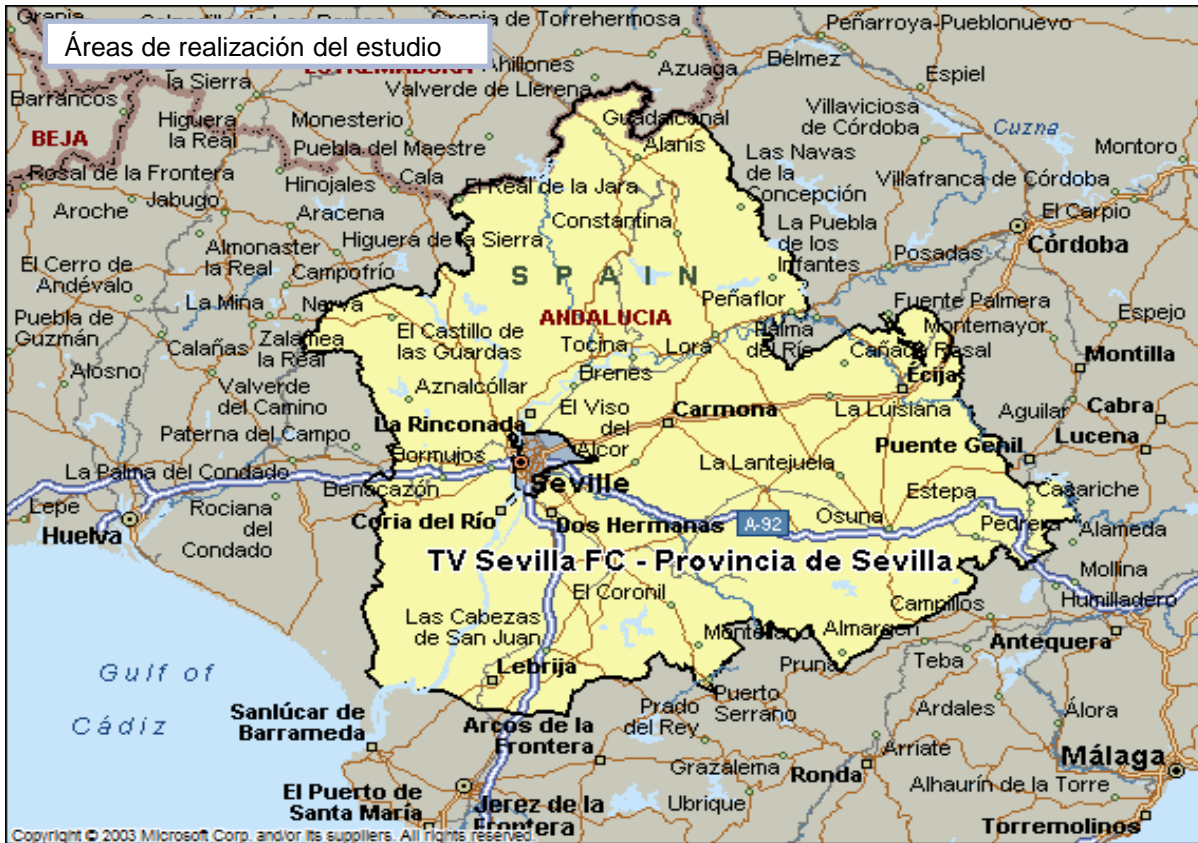 Áreas de realización del estudio
Granja de Torrehermosa
Peñarroya-Pueblonuevo
Ahillones
Azuaga
Bélmez
Espiel
la Sierra
Valverde de Llerena
Barrancos
Higuera
la Real
Monesterio
Guadalcanal
Villaviciosa
de Córdoba
Cuzna
BEJA
Puebla del Maestre
Alanís
Montoro
Rosal de la Frontera
Hinojales
Cala
El Real de la Jara
Las Navas
de la
Concepción
Villafranca de Córdoba
Aroche
Jabugo
Aracena
Constantina
La Puebla
de los
Infantes
El Carpio
Córdoba
Almonaster
la Real
Higuera de la Sierra
Posadas
El Cerro de
Andévalo
Campofrío
SPAIN
La Mina
Nerva
Peñaflor
Fuente Palmera
Espejo
Puebla de
Guzmán
Calañas
Zalamea
la Real
El Castillo de
las Guardas
ANDALUCIA
Tocina
Lora
Palma
del Río
Montemayor
Cañada Rosal
Montilla
Alosno
Valverde
del Camino
Aznalcóllar
Brenes
Écija
La Rinconada
El Viso
del
Alcor
Carmona
La Luisiana
Aguilar
Cabra
Paterna del Campo
Puente Genil
Lucena
La Palma del Condado
Bormujos
La Lantejuela
Benacazón
Seville
Estepa
Casariche
Lepe
Huelva
Rociana
del
Condado
Coria del Río
Dos Hermanas
A-92
Osuna
Pedrera
Alameda
TV Sevilla FC - Provincia de Sevilla
Mollina
El Coronil
Campillos
Humilladero
Las Cabezas
de San Juan
Montellano
Almargen
Antequera
Gulf of
Cádiz
Lebrija
Pruna
Teba
Sanlúcar de
Barrameda
Arcos de la
Frontera
Prado
del Rey
Puerto
Serrano
Ardales
Álora
Arriate
Málaga
Grazalema
Ronda
El Puerto de
Santa María
Jerez de la
Frontera
Ubrique
Alhaurín de la Torre
Torremolinos
Copyright © 2003 Microsoft Corp. and/or its suppliers. All rights reserved.